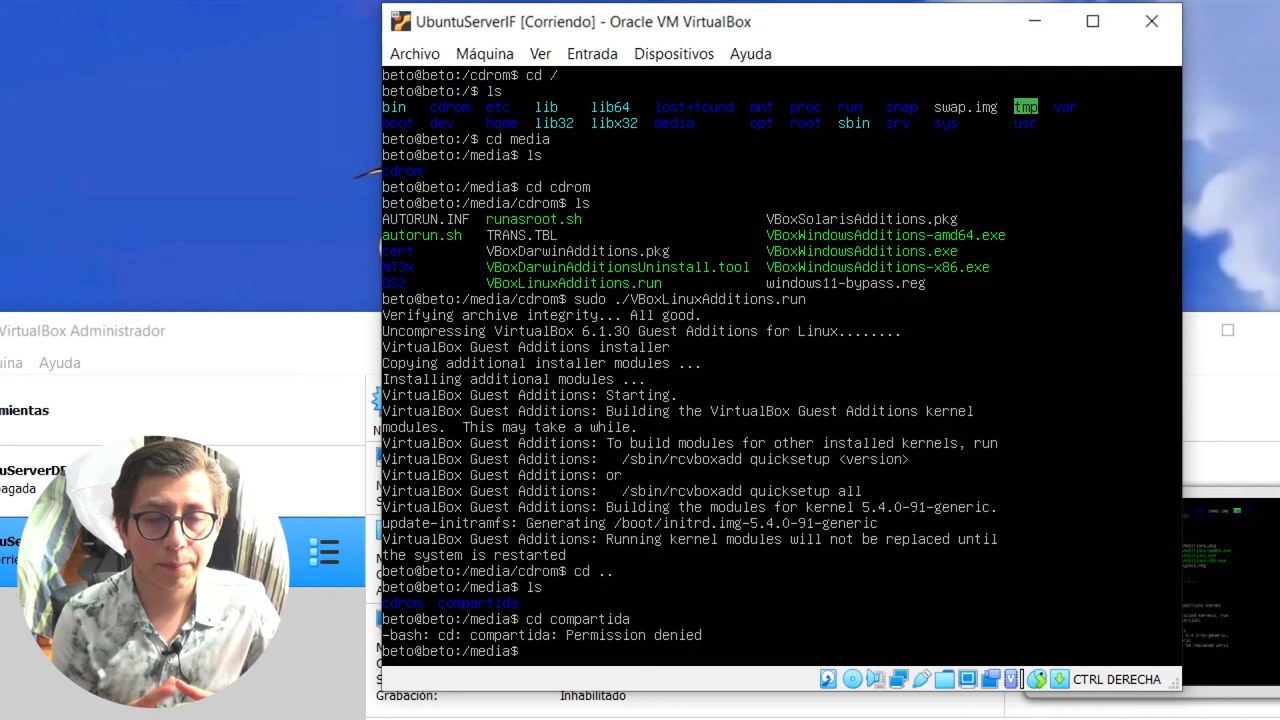 UbuntuServerIF [Corriendo] - Oracle VM VirtualBox
Archivo Máquina Ver Entrada Dispositivos Ayuda
beto@beto:/cdrom$ cd /
beto@beto:/$ ls
bin cdrom etc lib lib64 lost+found mnt proc run snap swap.img tmp var
boot dev home lib32 libx32 media opt root sbin srv sys usr
beto@beto:/$ cd media
beto@beto:/media$ ls
cdrom
beto@beto:/media$ cd cdrom
beto@beto:/media/cdrom$ ls
AUTORUN.INF runasroot.sh VBoxSolarisAdditions.pkg
autorun.sh TRANS.TBL VBoxWindowsAdditions-amd64.exe
cert VBoxDarwinAdditions.pkg VBoxWindowsAdditions.exe
NT3x VBoxDarwinAdditionsUninstall.tool VBoxWindowsAdditions-x86.exe
OS2 VBoxLinuxAdditions.run windows11-bypass.reg
beto@beto:/media/cdrom$ sudo ./VBoxLinuxAdditions.run
Verifying archive integrity... All good.
Uncompressing VirtualBox 6.1.30 Guest Additions for Linux........
VirtualBox Guest Additions installer
Copying additional installer modules ...
Installing additional modules ...
VirtualBox Guest Additions: Starting.
VirtualBox Guest Additions: Building the VirtualBox Guest Additions kernel
modules.  This may take a while.
VirtualBox Guest Additions: To build modules for other installed kernels, run
VirtualBox Guest Additions:   /sbin/rcvboxadd quicksetup <version>
VirtualBox Guest Additions: or
VirtualBox Guest Additions:   /sbin/rcvboxadd quicksetup all
VirtualBox Guest Additions: Building the modules for kernel 5.4.0-91-generic.
update-initramfs: Generating /boot/initrd.img-5.4.0-91-generic
VirtualBox Guest Additions: Running kernel modules will not be replaced until
the system is restarted
beto@beto:/media/cdrom$ cd ..
beto@beto:/media$ ls
cdrom compartida
beto@beto:/media$ cd compartida
-bash: cd: compartida: Permission denied
beto@beto:/media$
CTRL DERECHA
VirtualBox Administrador
uina Ayuda
mientas
uServerDF
pagada
uSe
orrie
Grabación: Inhabilitado